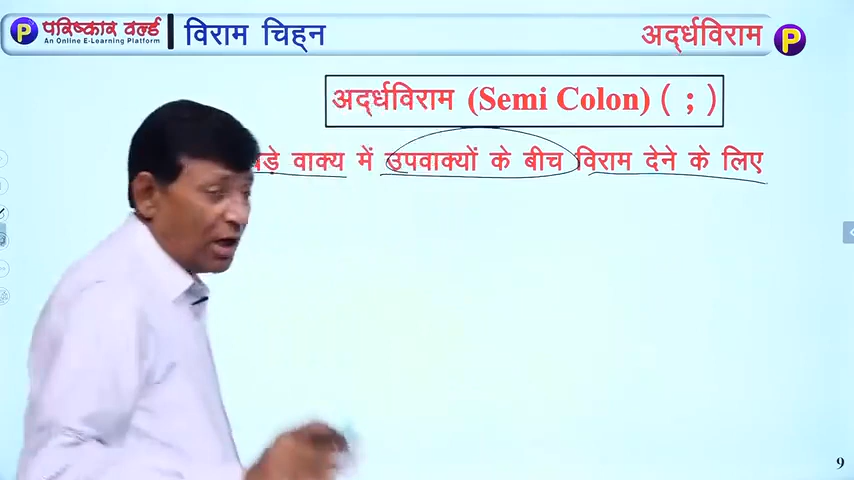 P परिष्कार वर्ल्ड
An Online E-Learning Platform
विराम चिह्न
अर्द्धविराम P
अर्द्धविराम (Semi Colon) ( ; )
वाक्य में उपवाक्यों के बीच विराम देने के लिए
9